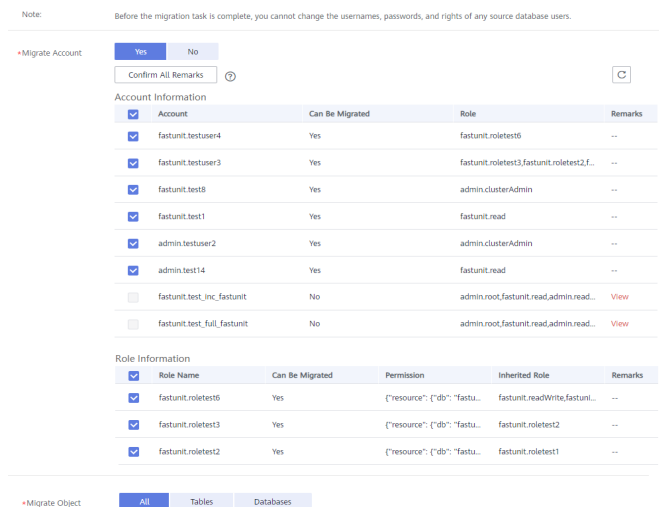 Note: Before the migration task is complete, you cannot change the usernames, passwords, and rights of any source database users.
*Migrate Account Yes No
Confirm All Remarks ?
Account Information
Account Can Be Migrated Role Remarks
fastunit.testuser4 Yes fastunit.roletest6 --
fastunit.testuser3 Yes fastunit.roletest3,fastunit.roletest2,f... --
fastunit.test8 Yes admin.clusterAdmin --
fastunit.test1 Yes fastunit.read --
admin.testuser2 Yes admin.clusterAdmin --
admin.test14 Yes fastunit.read --
fastunit.test_inc_fastunit No admin.root,fastunit.read,admin.read... View
fastunit.test_full_fastunit No admin.root,fastunit.read,admin.read... View
Role Information
Role Name Can Be Migrated Permission Inherited Role Remarks
fastunit.roletest6 Yes {"resource": {"db": "fastu... fastunit.readWrite,fastuni... --
fastunit.roletest3 Yes {"resource": {"db": "fastu... fastunit.roletest2 --
fastunit.roletest2 Yes {"resource": {"db": "fastu... fastunit.roletest1 --
*Migrate Object All Tables Databases